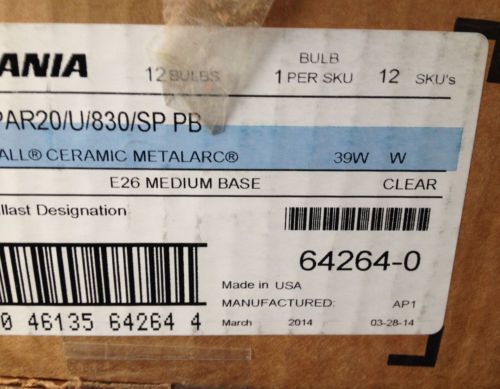 ANIA 12 BULBS BULB 1 PER SKU 12 SKU's
PAR20/U/830/SP PB
ALL® CERAMIC METALARC® 39W W
E26 MEDIUM BASE CLEAR
allast Designation
64264-0
Made in USA
MANUFACTURED: AP1
0 46135 64264 4 March 2014 03-28-14